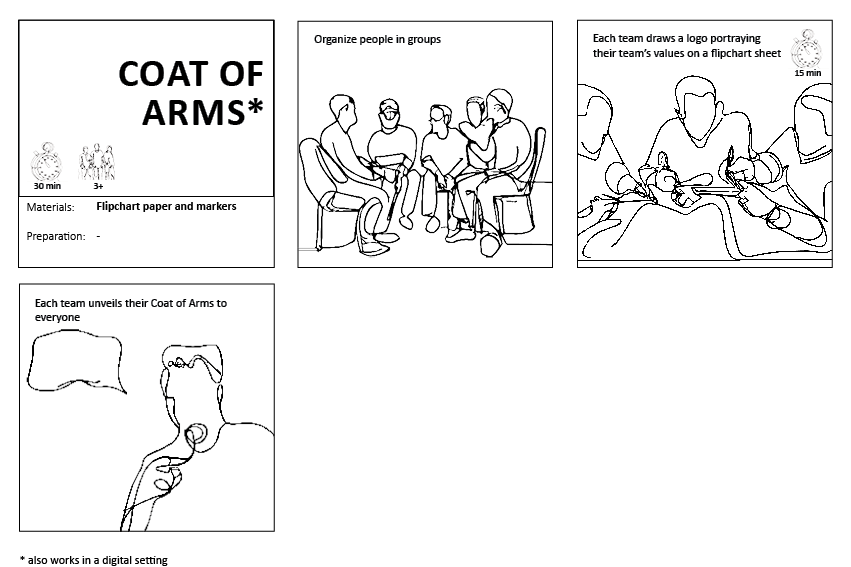 COAT OF
ARMS*
30 min
3+
Materials: Flipchart paper and markers
Preparation: -
Organize people in groups
Each team draws a logo portraying
their team's values on a flipchart sheet
15 min
Each team unveils their Coat of Arms to
everyone
* also works in a digital setting